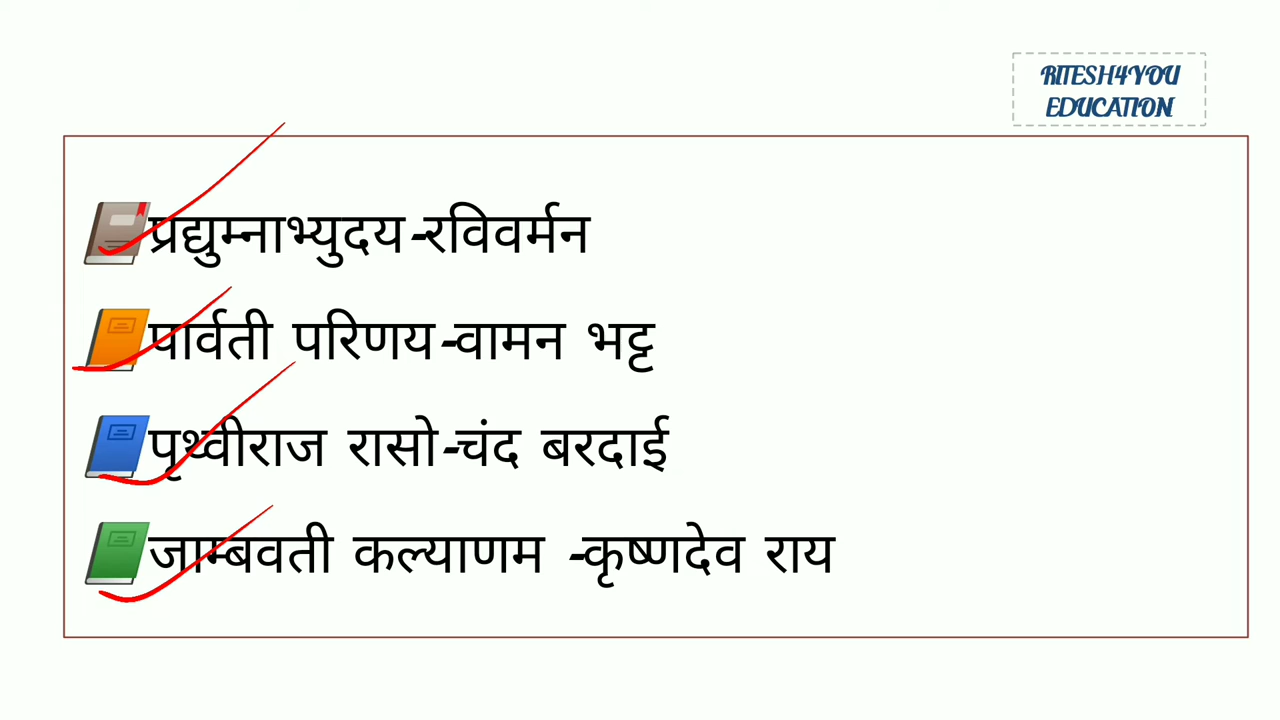 RITESH4YOU
EDUCATION
प्रद्युम्नाभ्युदय-रविवर्मन
पार्वती परिणय-वामन भट्ट
पृथ्वीराज रासो-चंद बरदाई
जाम्बवती कल्याणम -कृष्णदेव राय